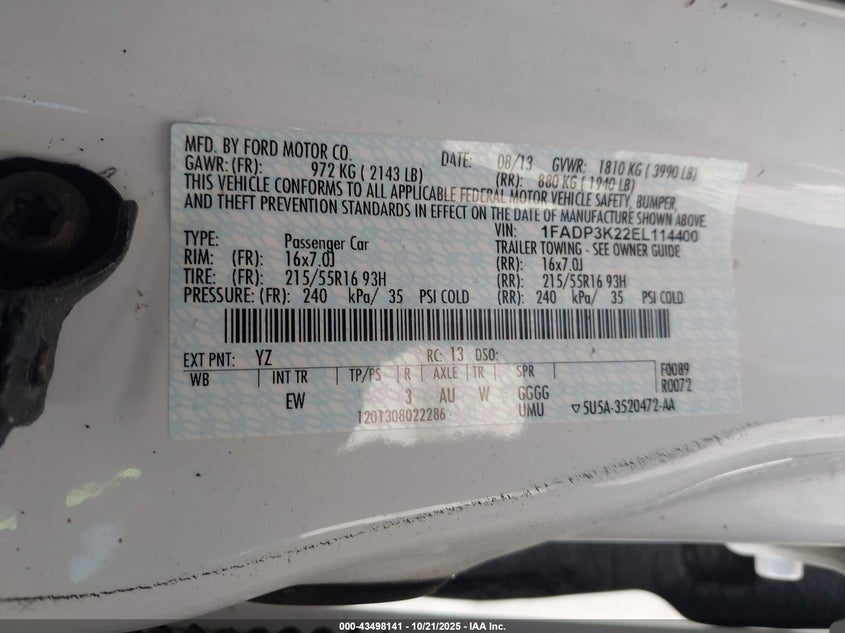 MFD. BY FORD MOTOR CO.
DATE: 08/13 GVWR: 1810 KG ( 3990 LB)
GAWR: (FR): 972 KG ( 2143 LB) (RR): 880 KG ( 1940 LB)
THIS VEHICLE CONFORMS TO ALL APPLICABLE FEDERAL MOTOR VEHICLE SAFETY, BUMPER,
AND THEFT PREVENTION STANDARDS IN EFFECT ON THE DATE OF MANUFACTURE SHOWN ABOVE.
VIN: 1FADP3K22EL114400
TYPE: Passenger Car TRAILER TOWING - SEE OWNER GUIDE
RIM: (FR): 16x7.0J (RR): 16x7.0J
TIRE: (FR): 215/55R16 93H (RR): 215/55R16 93H
PRESSURE: (FR): 240 kPa/ 35 PSI COLD (RR): 240 kPa/ 35 PSI COLD
EXT PNT: YZ RC: 13 DSO:
WB INT TR TP/PS R AXLE TR SPR F0089
R0072
EW 3 AU W GGGG
120T308022286 UMU ▽5U5A-3520472-AA
000-43498141 - 10/21/2025 - IAA Inc.